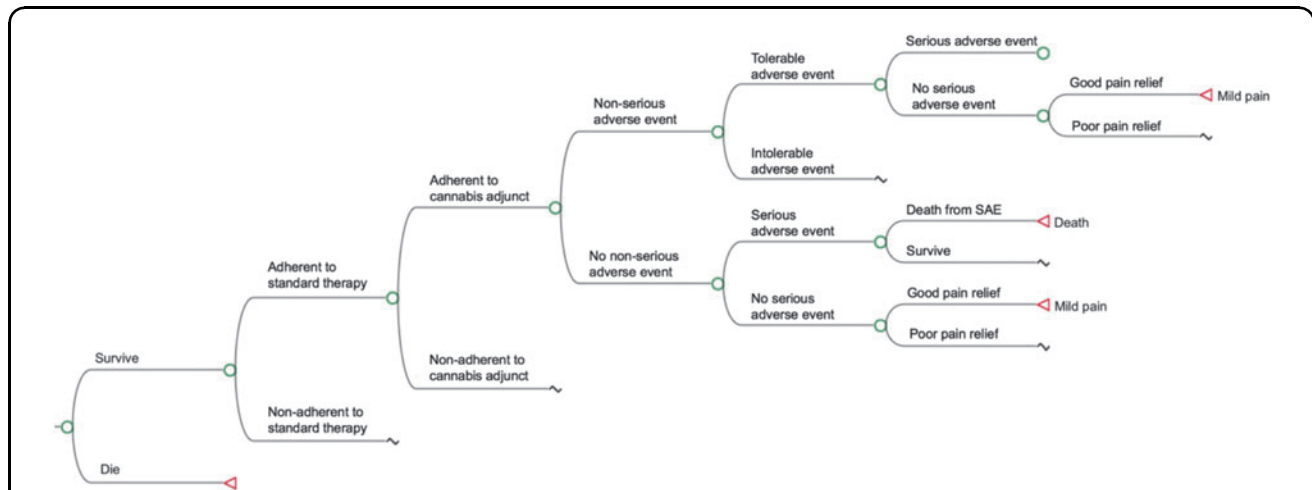 Serious adverse event
Tolerable
adverse event
No serious
adverse event
Good pain relief
Mild pain
Poor pain relief
Non-serious
adverse event
Intolerable
adverse event
Adherent to
cannabis adjunct
Serious
adverse event
Death from SAE
Death
Survive
No non-serious
adverse event
No serious
adverse event
Good pain relief
Mild pain
Poor pain relief
Adherent to
standard therapy
Non-adherent to
cannabis adjunct
Survive
Non-adherent to
standard therapy
Die